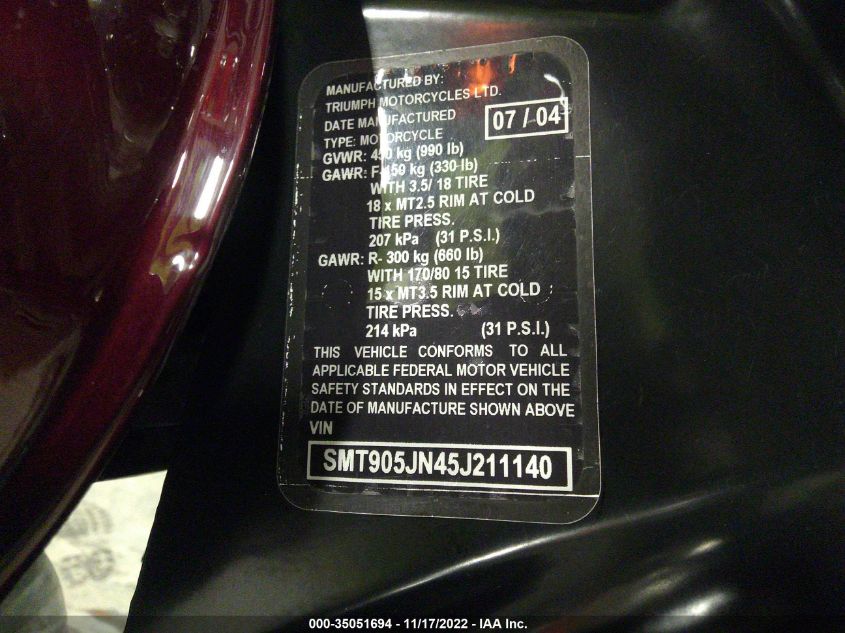 MANUFACTURED BY:
TRIUMPH MOTORCYCLES LTD.
DATE MANUFACTURED 07 / 04
TYPE: MOTORCYCLE
GVWR: 450 kg (990 lb)
GAWR: F-150 kg (330 lb)
WITH 3.5/ 18 TIRE
18 x MT2.5 RIM AT COLD
TIRE PRESS.
207 kPa (31 P.S.I.)
GAWR: R- 300 kg (660 lb)
WITH 170/80 15 TIRE
15 x MT3.5 RIM AT COLD
TIRE PRESS.
214 kPa (31 P.S.I.)
THIS VEHICLE CONFORMS TO ALL
APPLICABLE FEDERAL MOTOR VEHICLE
SAFETY STANDARDS IN EFFECT ON THE
DATE OF MANUFACTURE SHOWN ABOVE
VIN
SMT905JN45J211140
000-35051694 - 11/17/2022 - IAA Inc.